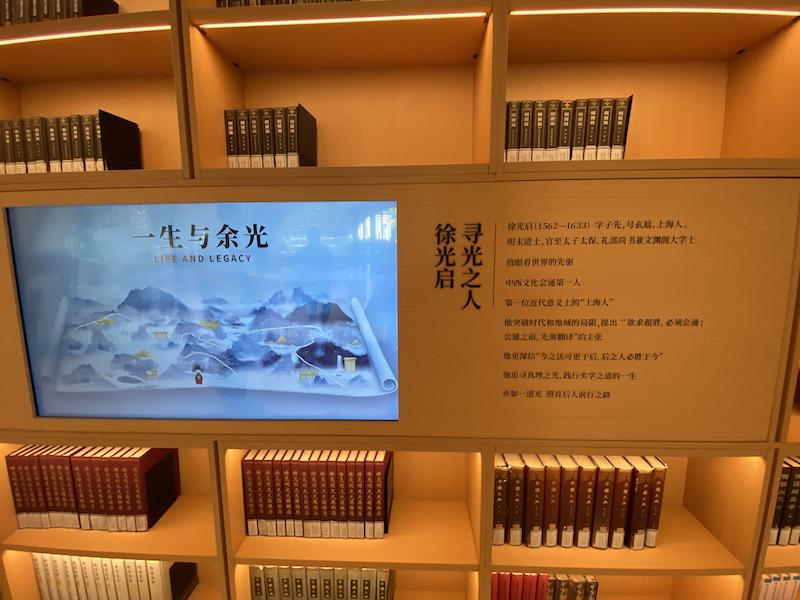 一生与余光
LIFE AND LEGACY
寻光之人
徐光启
徐光启(1562—1633) 字子先,号玄扈,上海人。
明末进士,官至太子太保、礼部尚书兼文渊阁大学士
放眼看世界的先驱
中西文化会通第一人
第一位近代意义上的“上海人”
他突破时代和地域的局限,提出“欲求超胜,必须会通;
会通之前,先须翻译”的主张
他更深信“今之法可更于后,后之人必胜于今”
他追寻真理之光,践行实学之道的一生
亦如一道光 照亮后人前行之路